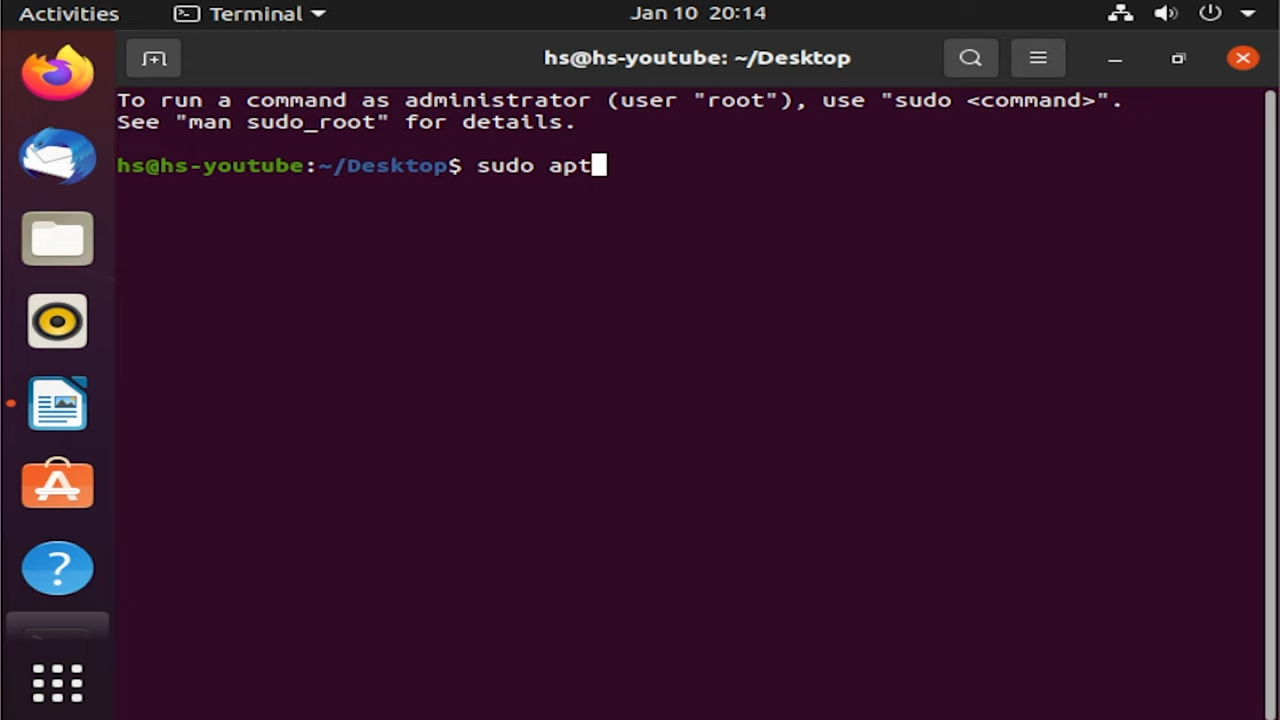 Activities Terminal Jan 10 20:14
hs@hs-youtube: ~/Desktop
To run a command as administrator (user "root"), use "sudo <command>".
See "man sudo_root" for details.
hs@hs-youtube:~/Desktop$ sudo apt